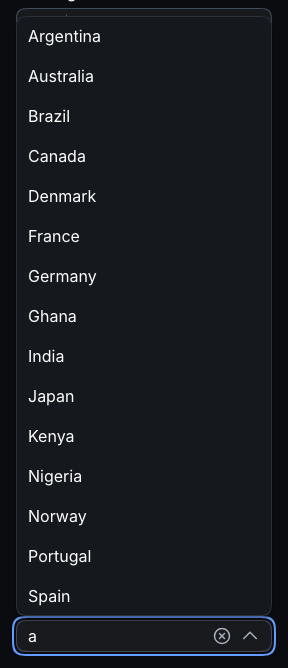 Argentina
Australia
Brazil
Canada
Denmark
France
Germany
Ghana
India
Japan
Kenya
Nigeria
Norway
Portugal
Spain
a